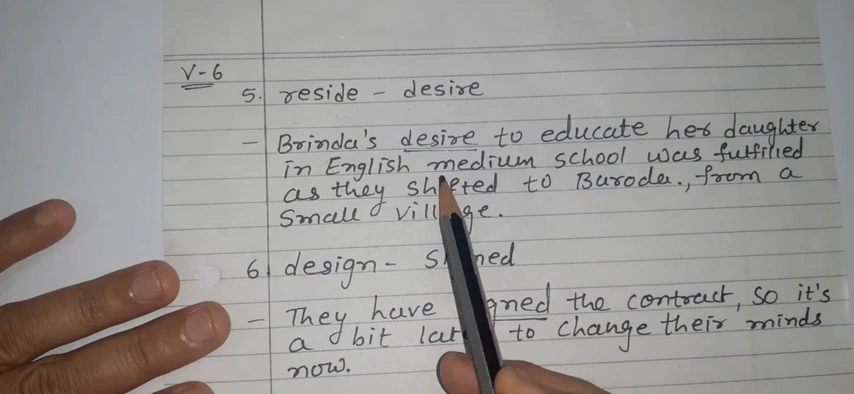 V-6
5. reside - desire
- Brinda's desire to educate her daughter
in English medium school was fulfilled
as they to Baroda., from a
small village.
6. design -
- They have the contract, so it's
a bit to change their minds
now.